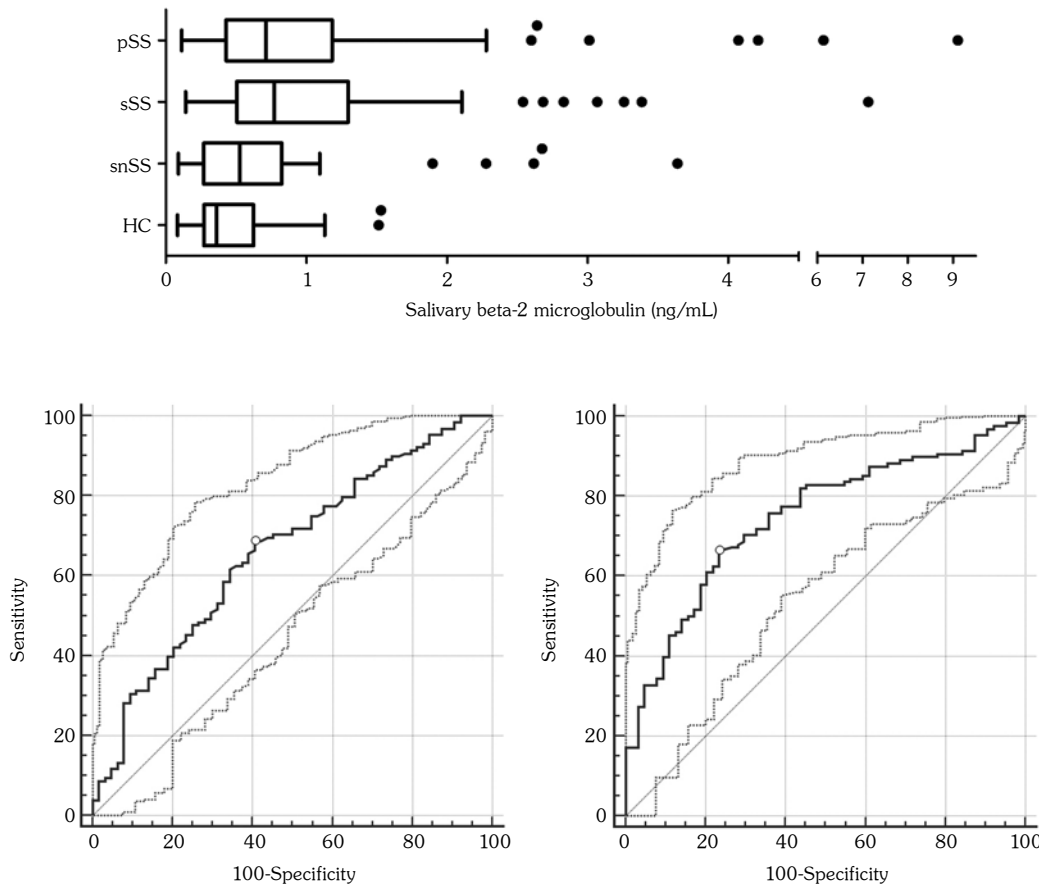 pSS
sSS
snSS
HC
0 1 2 3 4 6 7 8 9
Salivary beta-2 microglobulin (ng/mL)
100
80
60
40
20
0
Sensitivity
0 20 40 60 80 100
100-Specificity
100
80
60
40
20
0
Sensitivity
0 20 40 60 80 100
100-Specificity